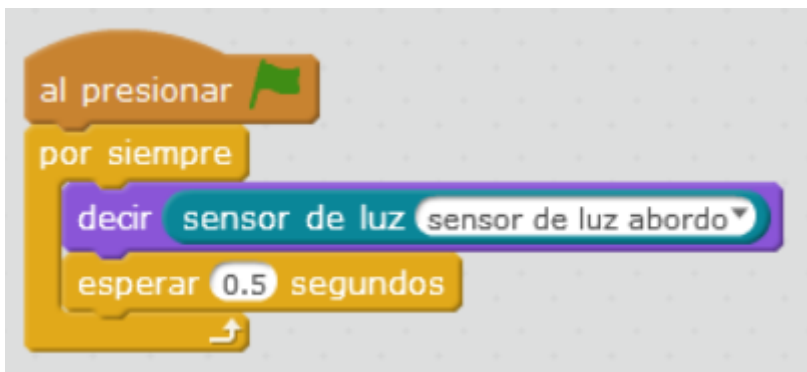 al presionar
por siempre
decir sensor de luz sensor de luz abordo
esperar 0.5 segundos